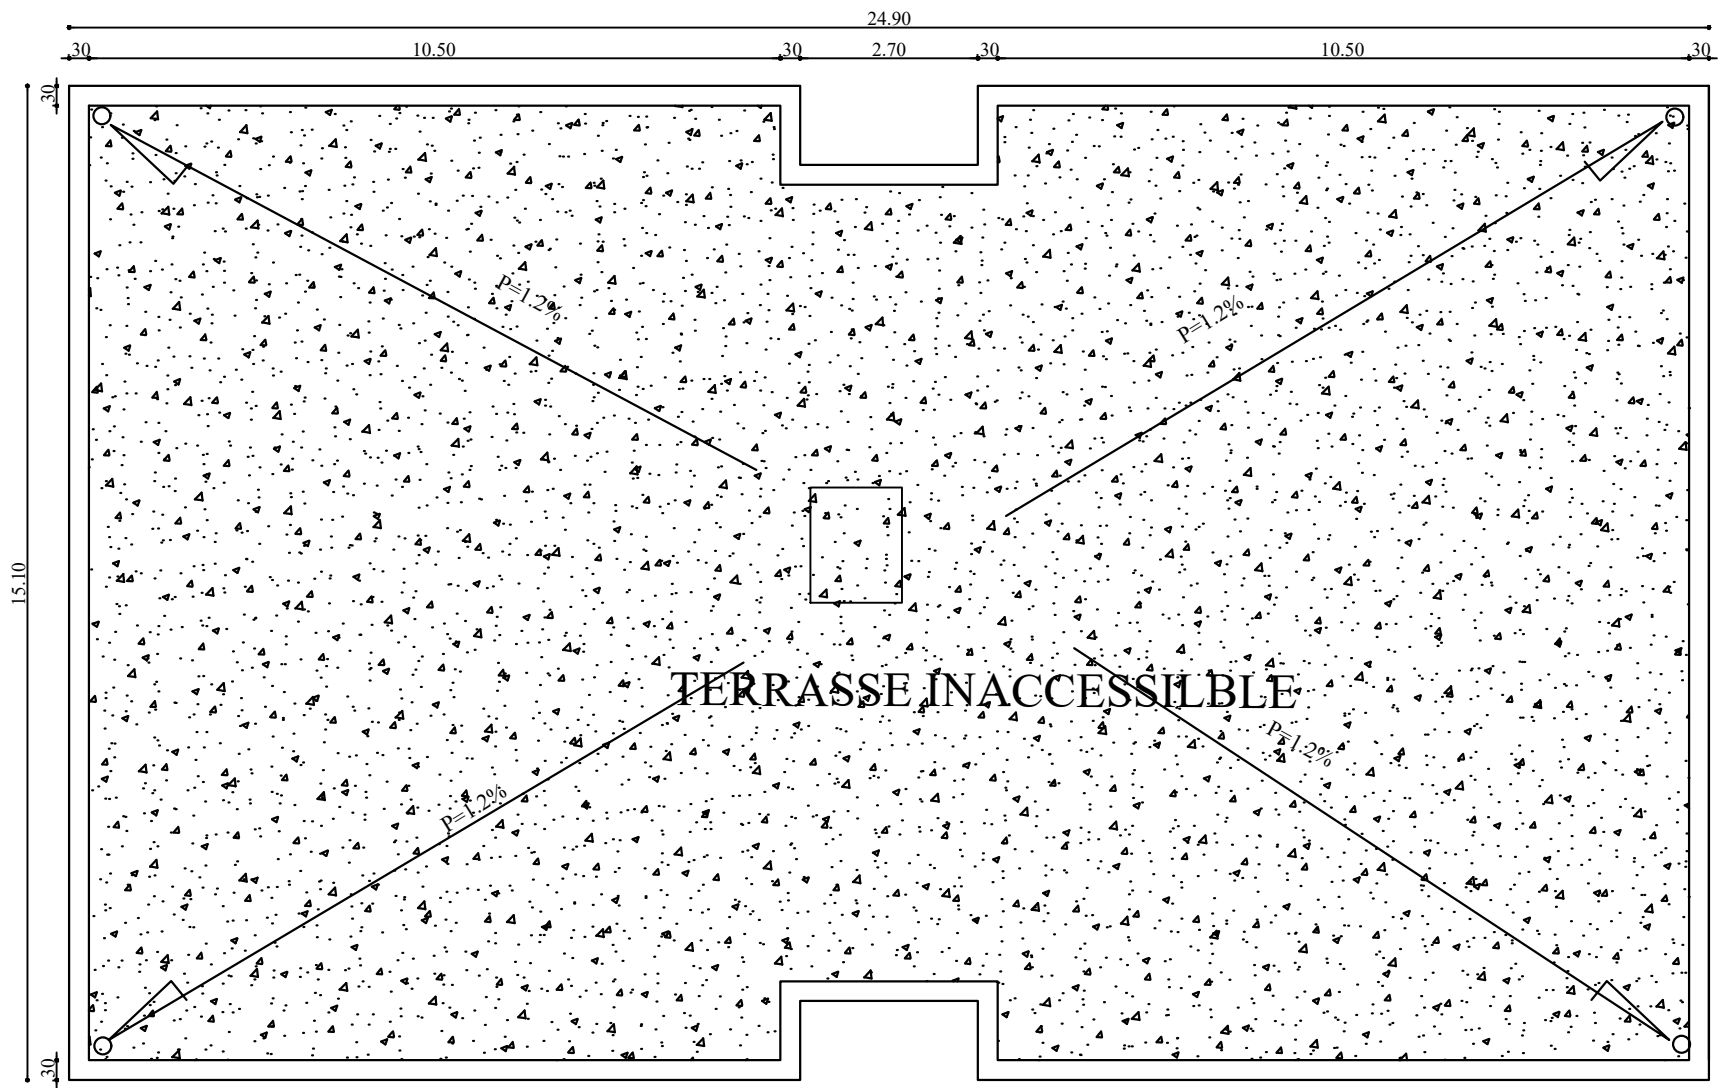 24.90
.30 10.50 .30 2.70 .30 10.50 .30
.30
P=1.2%
P=1.2%
15.10
TERRASSE INACCESSILBLE
P=1.2%
P=1.2%
.30